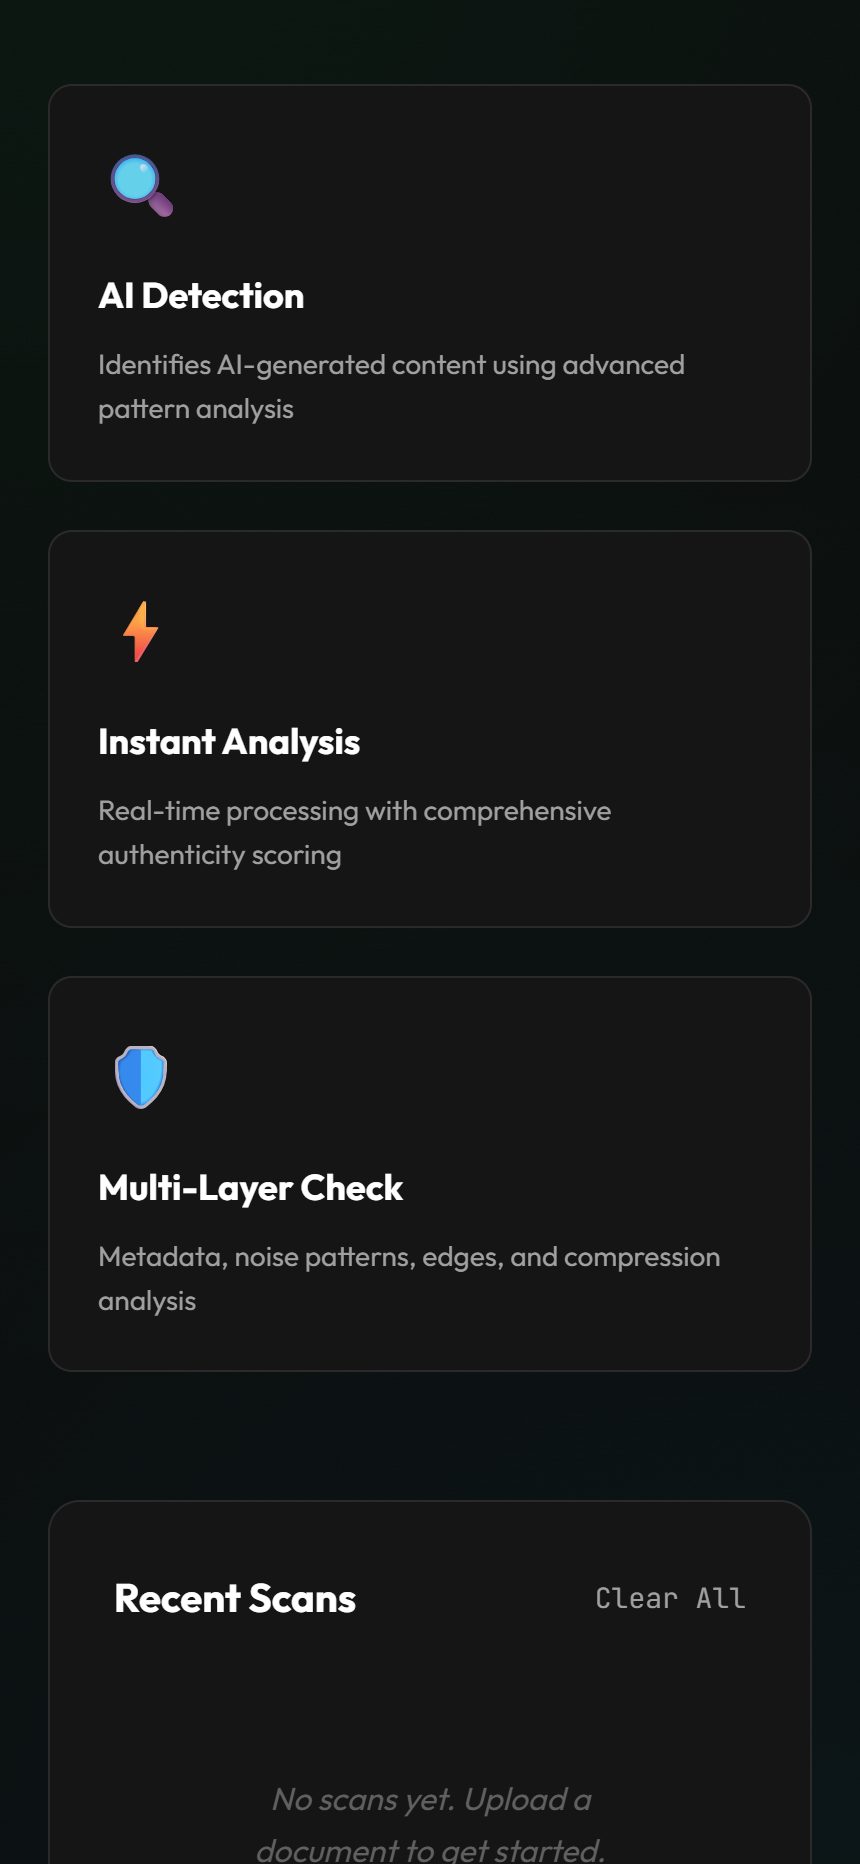 AI Detection
Identifies AI-generated content using advanced
pattern analysis
Instant Analysis
Real-time processing with comprehensive
authenticity scoring
Multi-Layer Check
Metadata, noise patterns, edges, and compression
analysis
Recent Scans
Clear All
No scans yet. Upload a
document to get started.